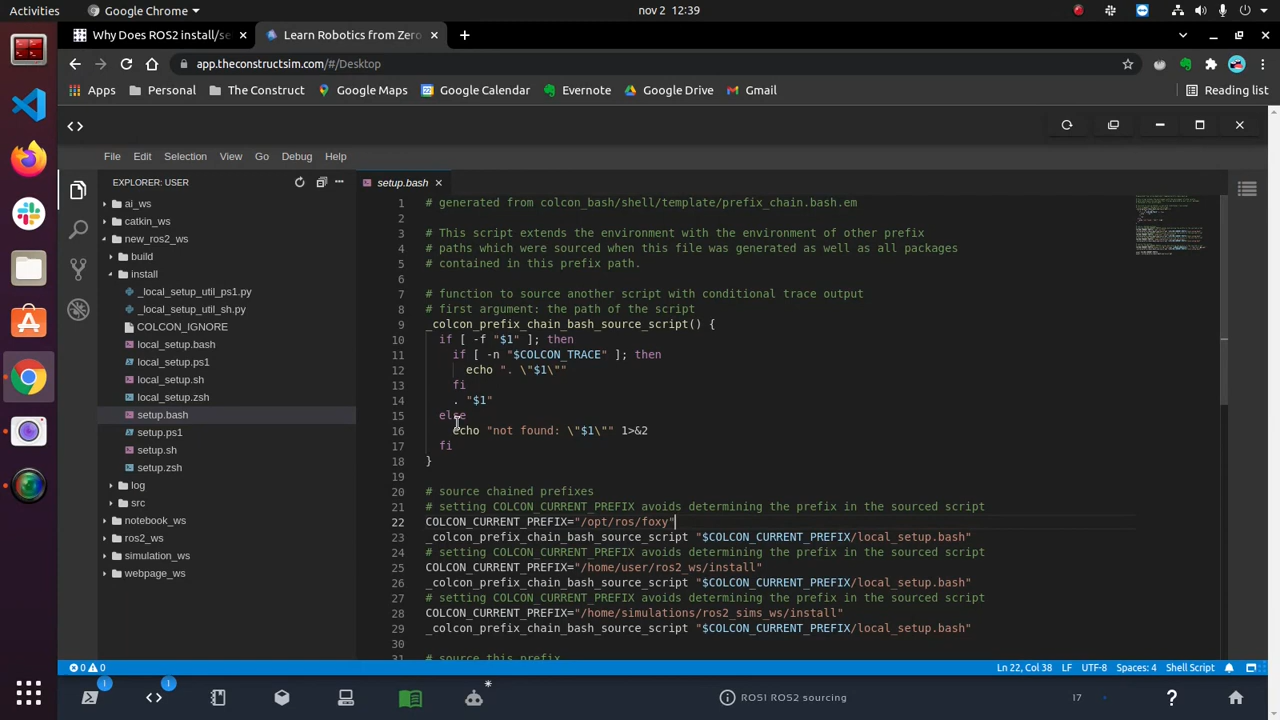 Activities
Google Chrome
nov 2 12:39
Why Does ROS2 install/se
Learn Robotics from Zero
app.theconstructsim.com/#/Desktop
Apps
Personal
The Construct
Google Maps
Google Calendar
Evernote
Google Drive
Gmail
Reading list
File Edit Selection View Go Debug Help
EXPLORER: USER
setup.bash
ai_ws
catkin_ws
new_ros2_ws
build
install
_local_setup_util_ps1.py
_local_setup_util_sh.py
COLCON_IGNORE
local_setup.bash
local_setup.ps1
local_setup.sh
local_setup.zsh
setup.bash
setup.ps1
setup.sh
setup.zsh
log
src
notebook_ws
ros2_ws
simulation_ws
webpage_ws
1 # generated from colcon_bash/shell/template/prefix_chain.bash.em
2
3 # This script extends the environment with the environment of other prefix
4 # paths which were sourced when this file was generated as well as all packages
5 # contained in this prefix path.
6
7 # function to source another script with conditional trace output
8 # first argument: the path of the script
9 _colcon_prefix_chain_bash_source_script() {
10 if [ -f "$1" ]; then
11 if [ -n "$COLCON_TRACE" ]; then
12 echo ". \"$1\""
13 fi
14 . "$1"
15 else
16 echo "not found: \"$1\"" 1>&2
17 fi
18 }
19
20 # source chained prefixes
21 # setting COLCON_CURRENT_PREFIX avoids determining the prefix in the sourced script
22 COLCON_CURRENT_PREFIX="/opt/ros/foxy"
23 _colcon_prefix_chain_bash_source_script "$COLCON_CURRENT_PREFIX/local_setup.bash"
24 # setting COLCON_CURRENT_PREFIX avoids determining the prefix in the sourced script
25 COLCON_CURRENT_PREFIX="/home/user/ros2_ws/install"
26 _colcon_prefix_chain_bash_source_script "$COLCON_CURRENT_PREFIX/local_setup.bash"
27 # setting COLCON_CURRENT_PREFIX avoids determining the prefix in the sourced script
28 COLCON_CURRENT_PREFIX="/home/simulations/ros2_sims_ws/install"
29 _colcon_prefix_chain_bash_source_script "$COLCON_CURRENT_PREFIX/local_setup.bash"
30
31 # source this prefix
0 0
Ln 22, Col 38 LF UTF-8 Spaces: 4 Shell Script
1
1
ROSI ROS2 sourcing
17